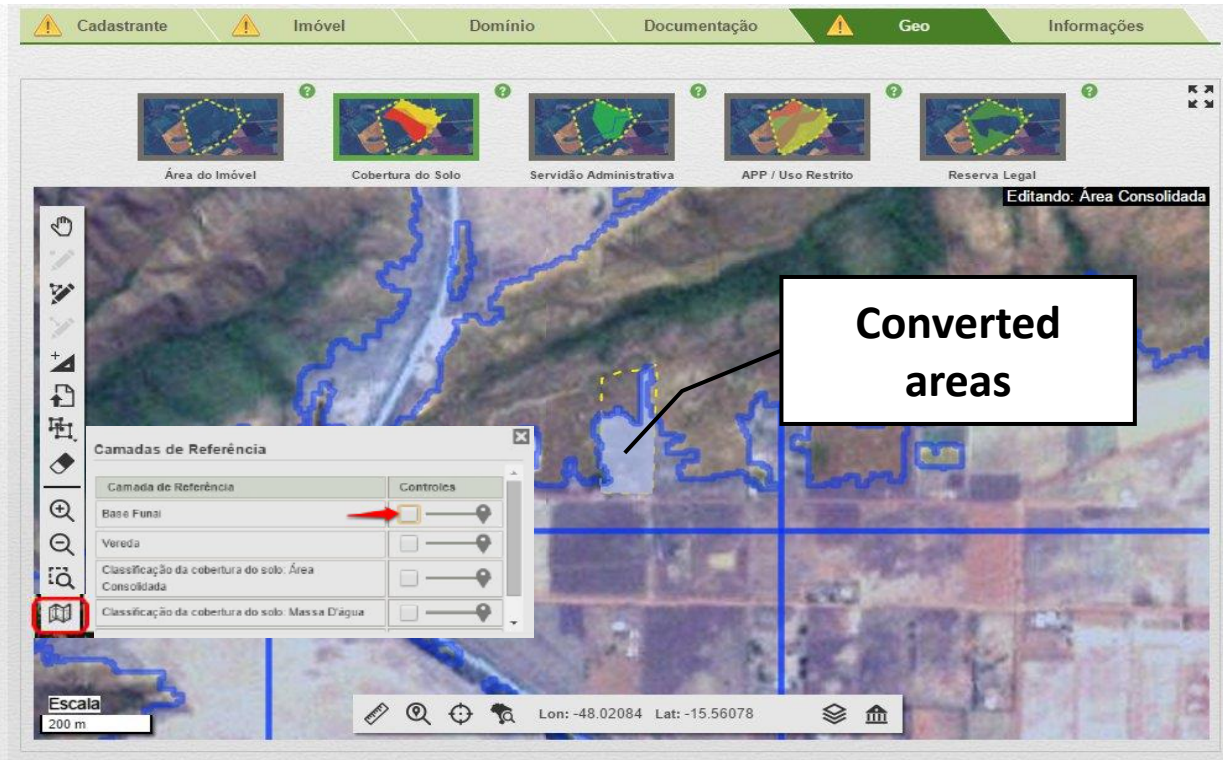 Cadastrante Imóvel Domínio Documentação Geo Informações
Área do Imóvel Cobertura do Solo Servidão Administrativa APP / Uso Restrito Reserva Legal
Editando: Área Consolidada
Converted
areas
Camadas de Referência
Camada de Referência Controles
Base Funai
Vereda
Classificação da cobertura do solo: Área
Consolidada
Classificação da cobertura do solo: Massa D'água
Escala
200 m
Lon: -48.02084 Lat: -15.56078